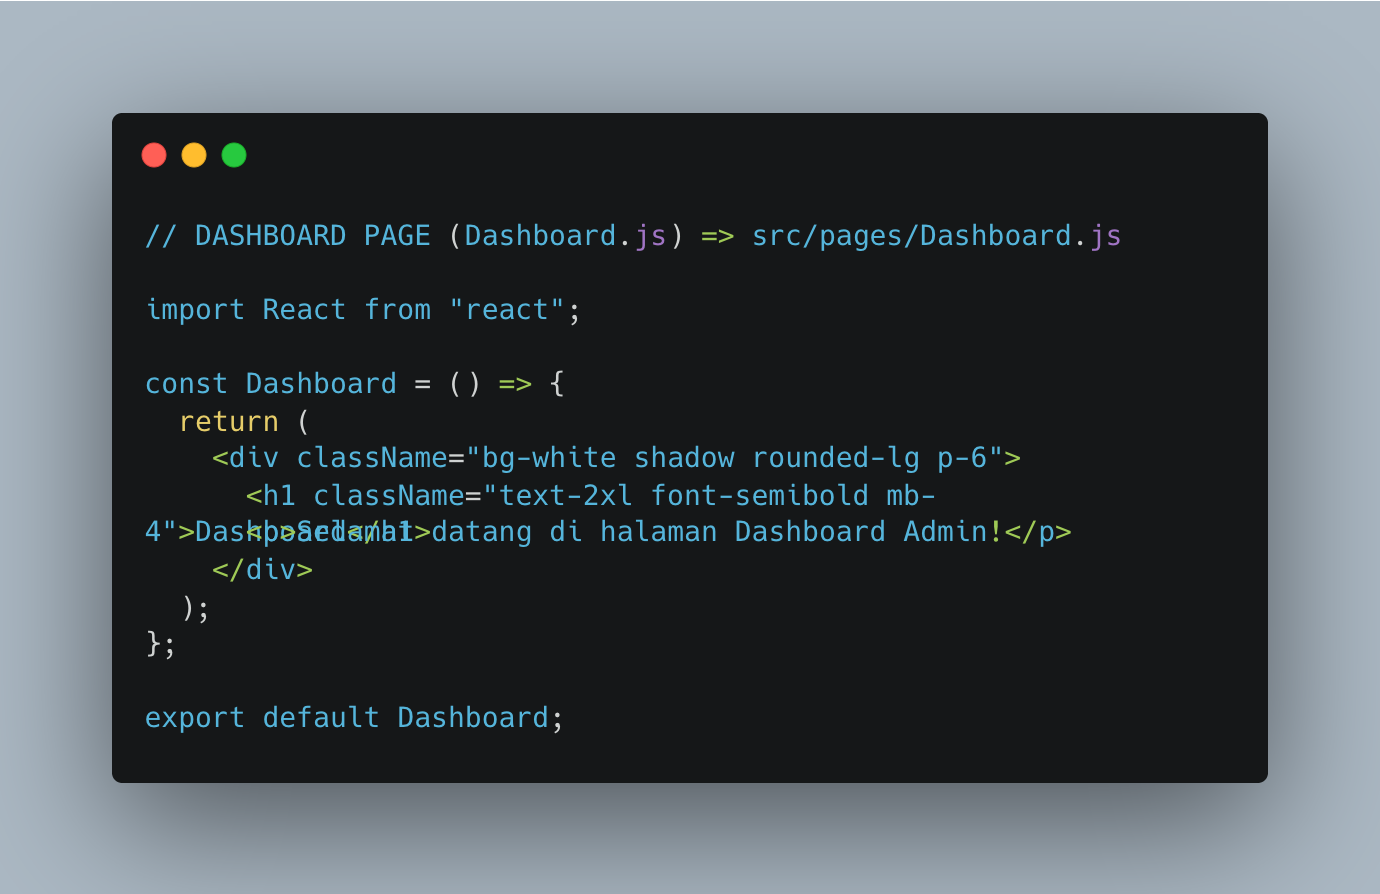 // DASHBOARD PAGE (Dashboard.js) => src/pages/Dashboard.js
import React from "react";
const Dashboard = () => {
return (
<div className="bg-white shadow rounded-lg p-6">
<h1 className="text-2xl font-semibold mb-
4">Dashboard</h1>
<p>Selamat datang di halaman Dashboard Admin!</p>
</div>
);
};
export default Dashboard;